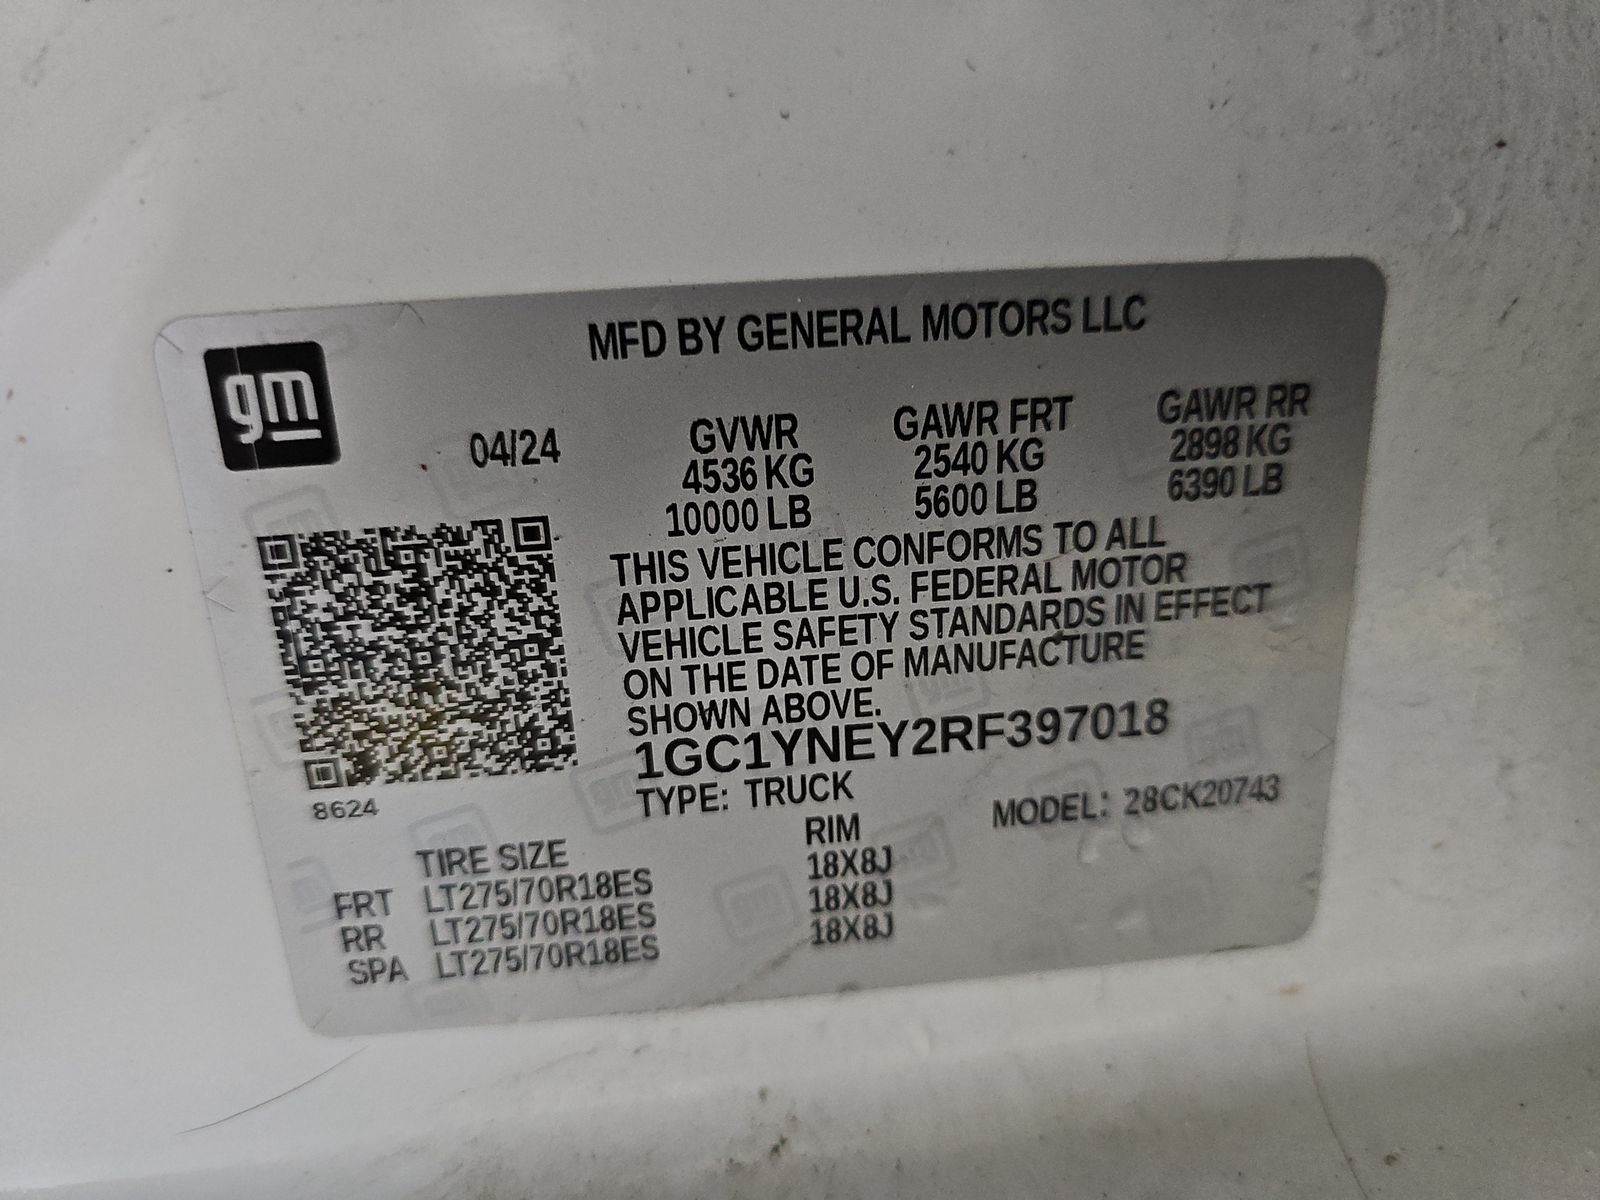 MFD BY GENERAL MOTORS LLC
gm
04/24 GVWR GAWR FRT GAWR RR
4536 KG 2540 KG 2898 KG
10000 LB 5600 LB 6390 LB
THIS VEHICLE CONFORMS TO ALL
APPLICABLE U.S. FEDERAL MOTOR
VEHICLE SAFETY STANDARDS IN EFFECT
ON THE DATE OF MANUFACTURE
SHOWN ABOVE.
1GC1YNEY2RF397018
8624
TYPE: TRUCK MODEL: 28CK20743
TIRE SIZE RIM
FRT LT275/70R18ES 18X8J
RR LT275/70R18ES 18X8J
SPA LT275/70R18ES 18X8J